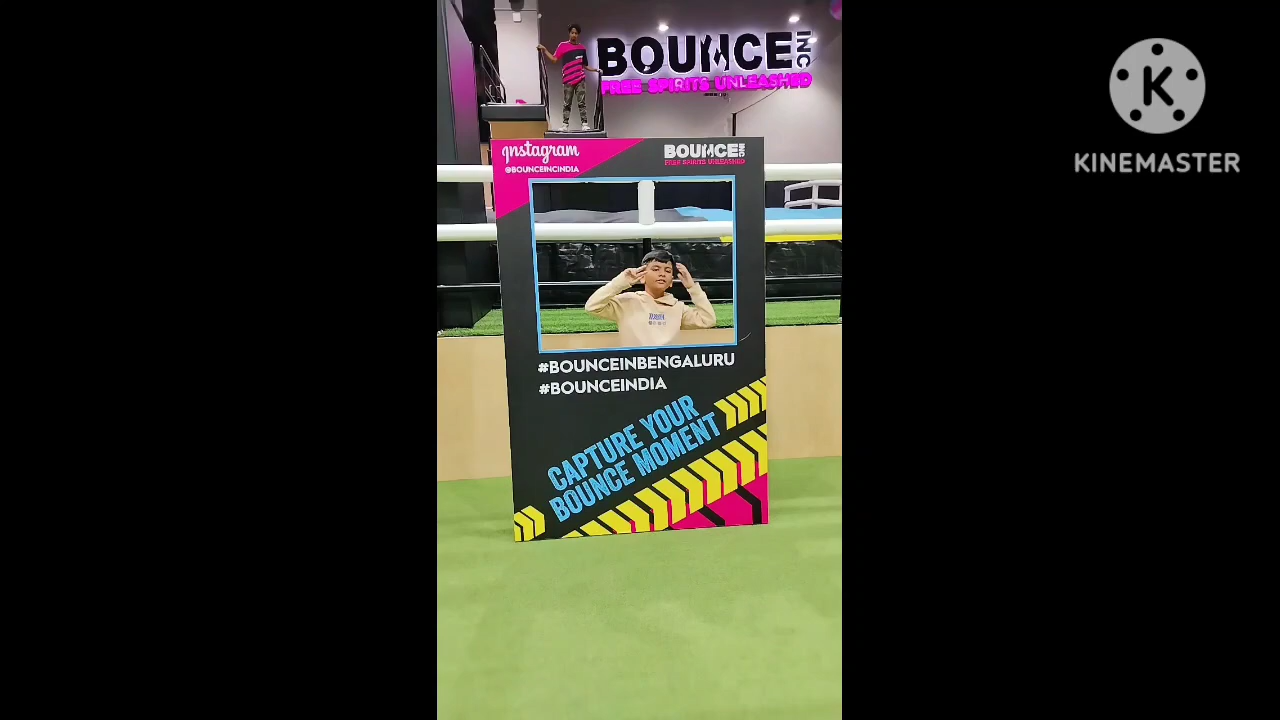 BOUNCE INC
FREE SPIRITS UNLEASHED
K
KINEMASTER
Instagram
@BOUNCEINCINDIA
BOUNCE INC
FREE SPIRITS UNLEASHED
#BOUNCEINBENGALURU
#BOUNCEINDIA
CAPTURE YOUR
BOUNCE MOMENT